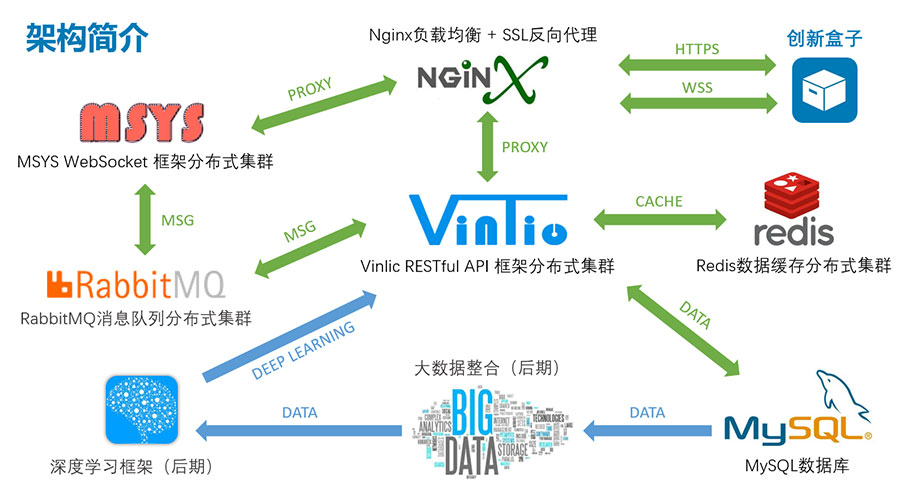 架构简介
Nginx负载均衡 + SSL反向代理
NGINX
HTTPS
WSS
创新盒子
PROXY
MSYS
MSYS WebSocket 框架分布式集群
PROXY
MSG
MSG
VinTio
Vinlic RESTful API 框架分布式集群
CACHE
redis
Redis数据缓存分布式集群
RabbitMQ
RabbitMQ消息队列分布式集群
DEEP LEARNING
DATA
大数据整合（后期）
BIG
DATA
ANALYTICS
TECHNOLOGIES
STORAGE
DATA
DATA
MySQL®
MySQL数据库
深度学习框架（后期）